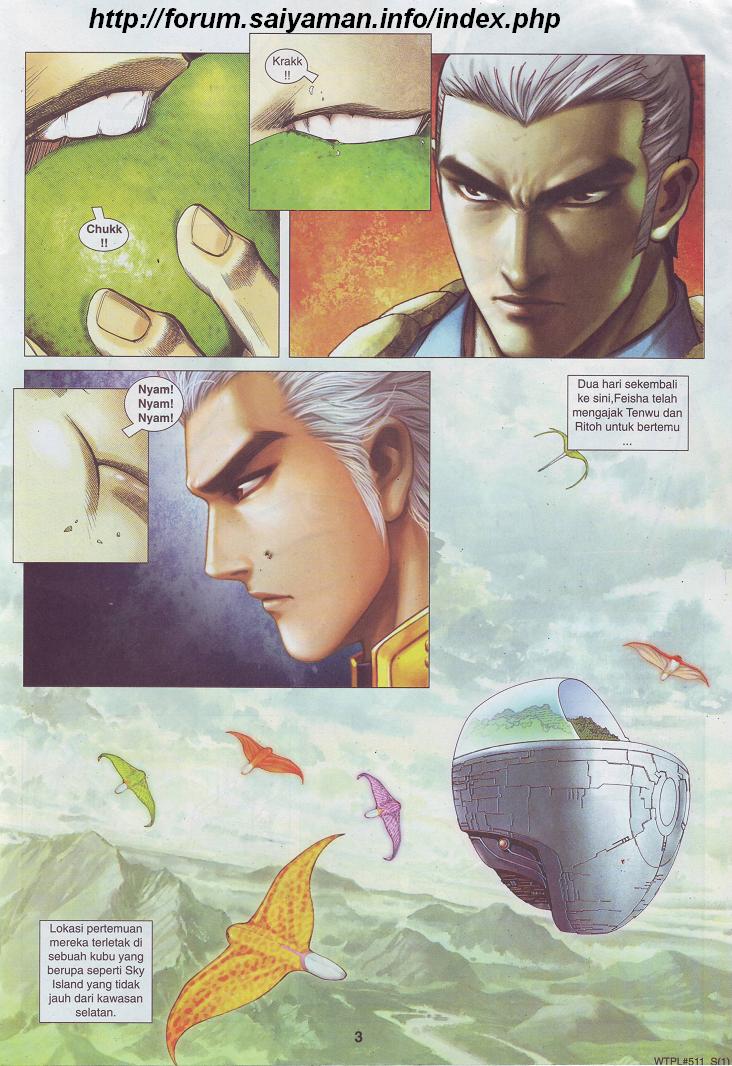 http://forum.saiyaman.info/index.php
Krakk
!!
Chukk
!!
Nyam!
Nyam!
Nyam!
Dua hari sekembali
ke sini,Feisha telah
mengajak Tenwu dan
Ritoh untuk bertemu
...
Lokasi pertemuan
mereka terletak di
sebuah kubu yang
berupa seperti Sky
Island yang tidak
jauh dari kawasan
selatan.
3
WTPL#511_S(1)